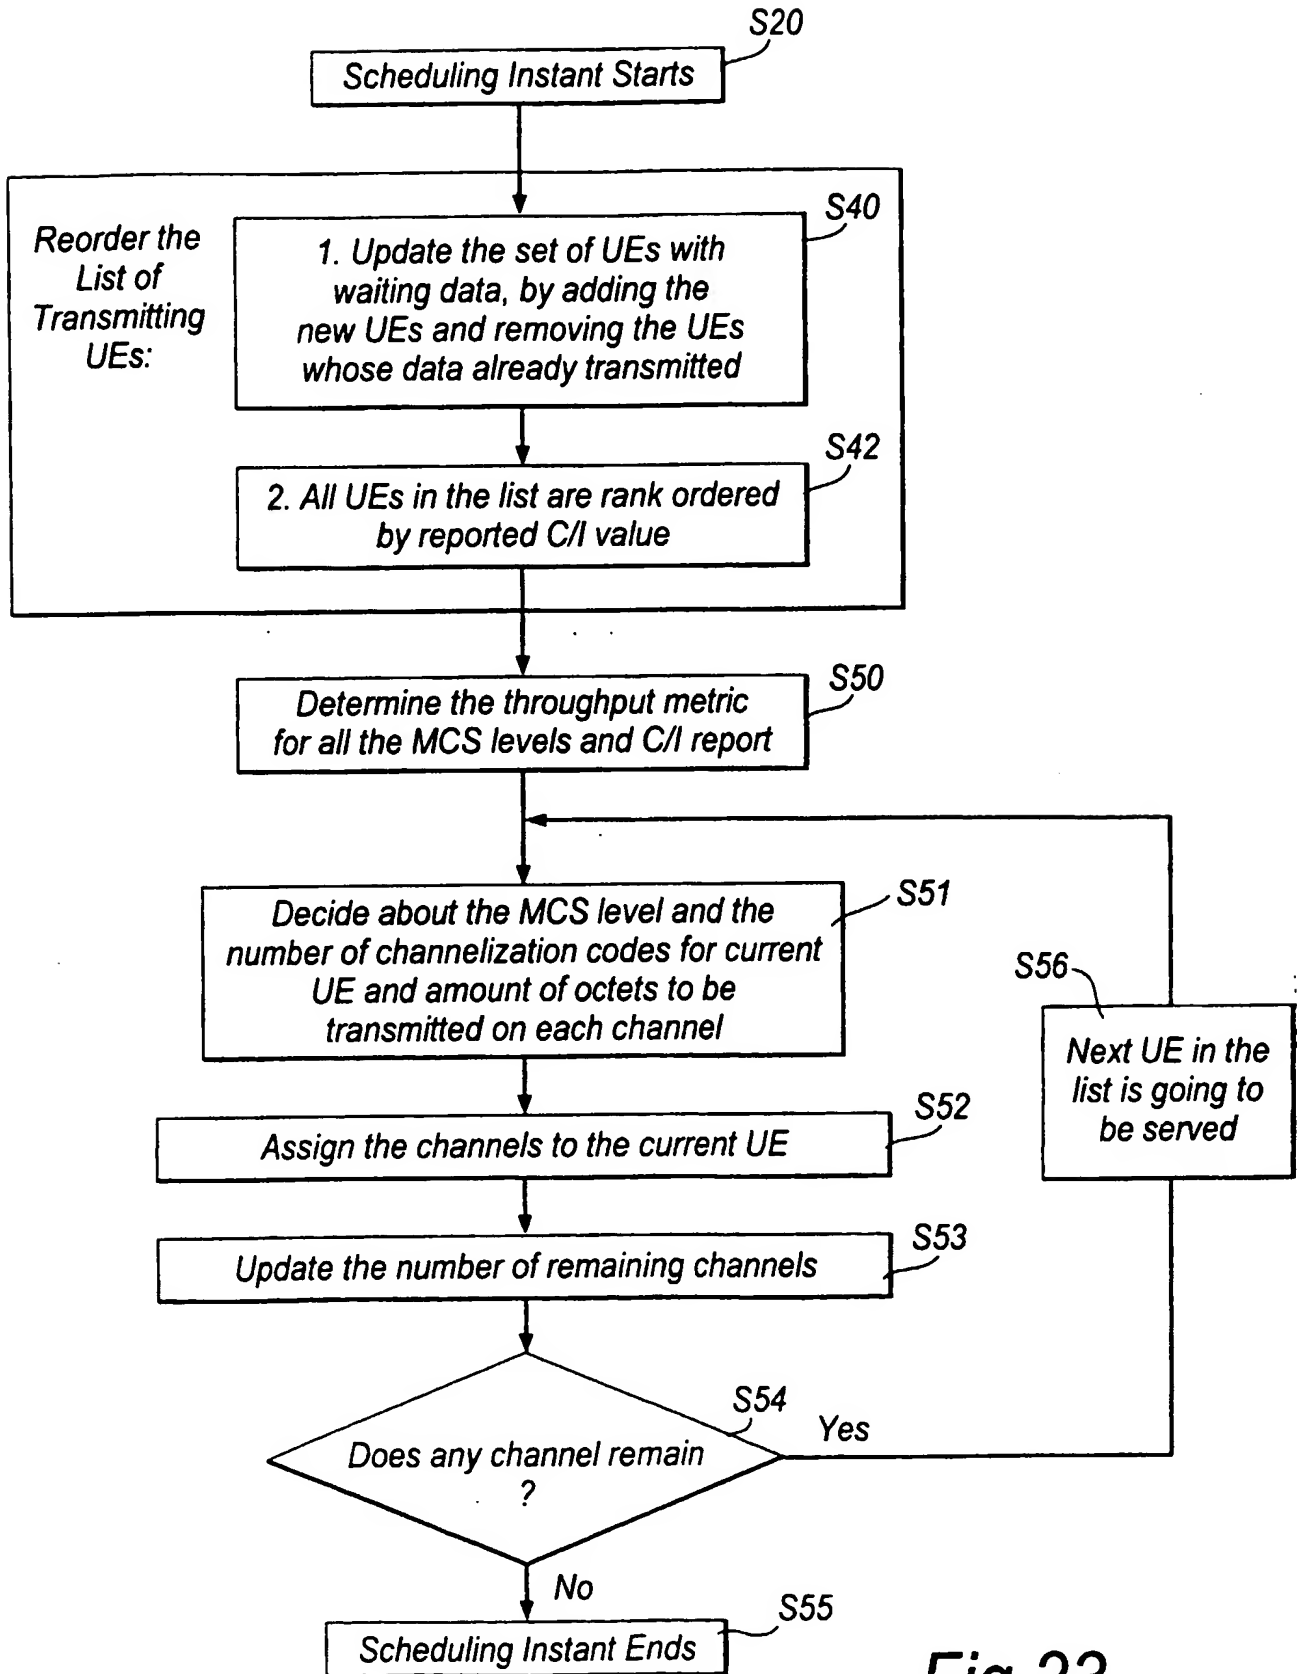 S20
Scheduling Instant Starts
Reorder the
List of
Transmitting
UEs:
S40
1. Update the set of UEs with
waiting data, by adding the
new UEs and removing the UEs
whose data already transmitted
S42
2. All UEs in the list are rank ordered
by reported C/I value
S50
Determine the throughput metric
for all the MCS levels and C/I report
S51
Decide about the MCS level and the
number of channelization codes for current
UE and amount of octets to be
transmitted on each channel
S56
Next UE in the
list is going to
be served
S52
Assign the channels to the current UE
S53
Update the number of remaining channels
S54
Does any channel remain
?
Yes
No
S55
Scheduling Instant Ends